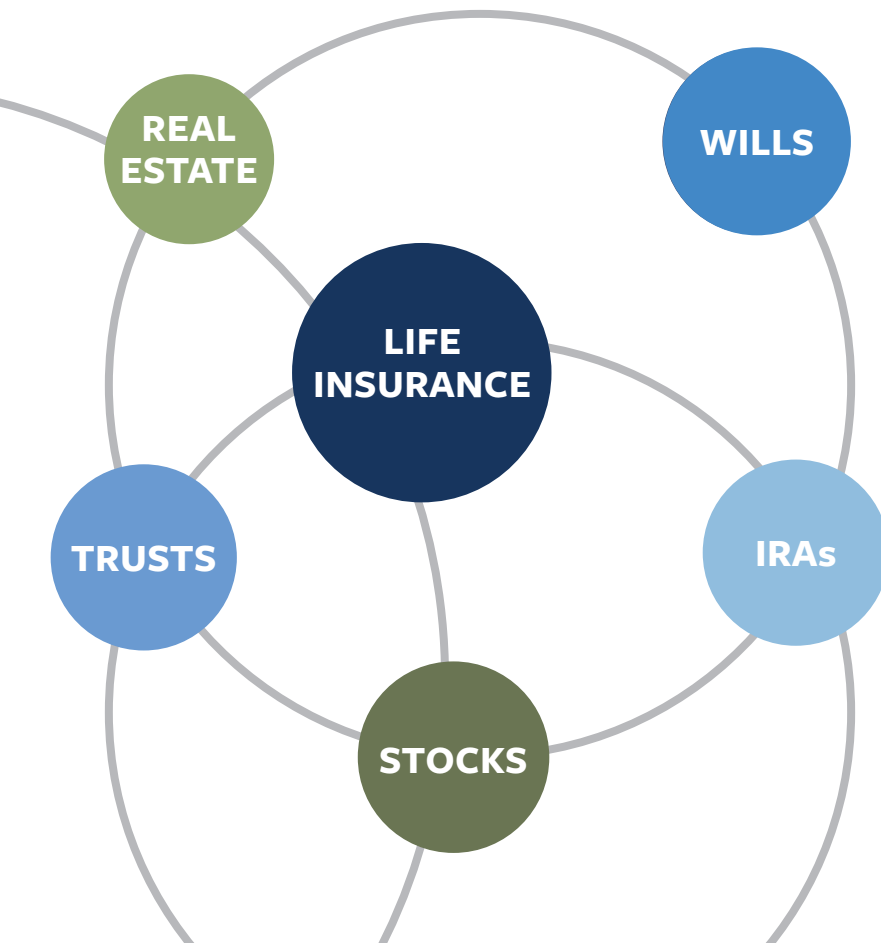 REAL
ESTATE
WILLS
LIFE
INSURANCE
TRUSTS
IRAs
STOCKS